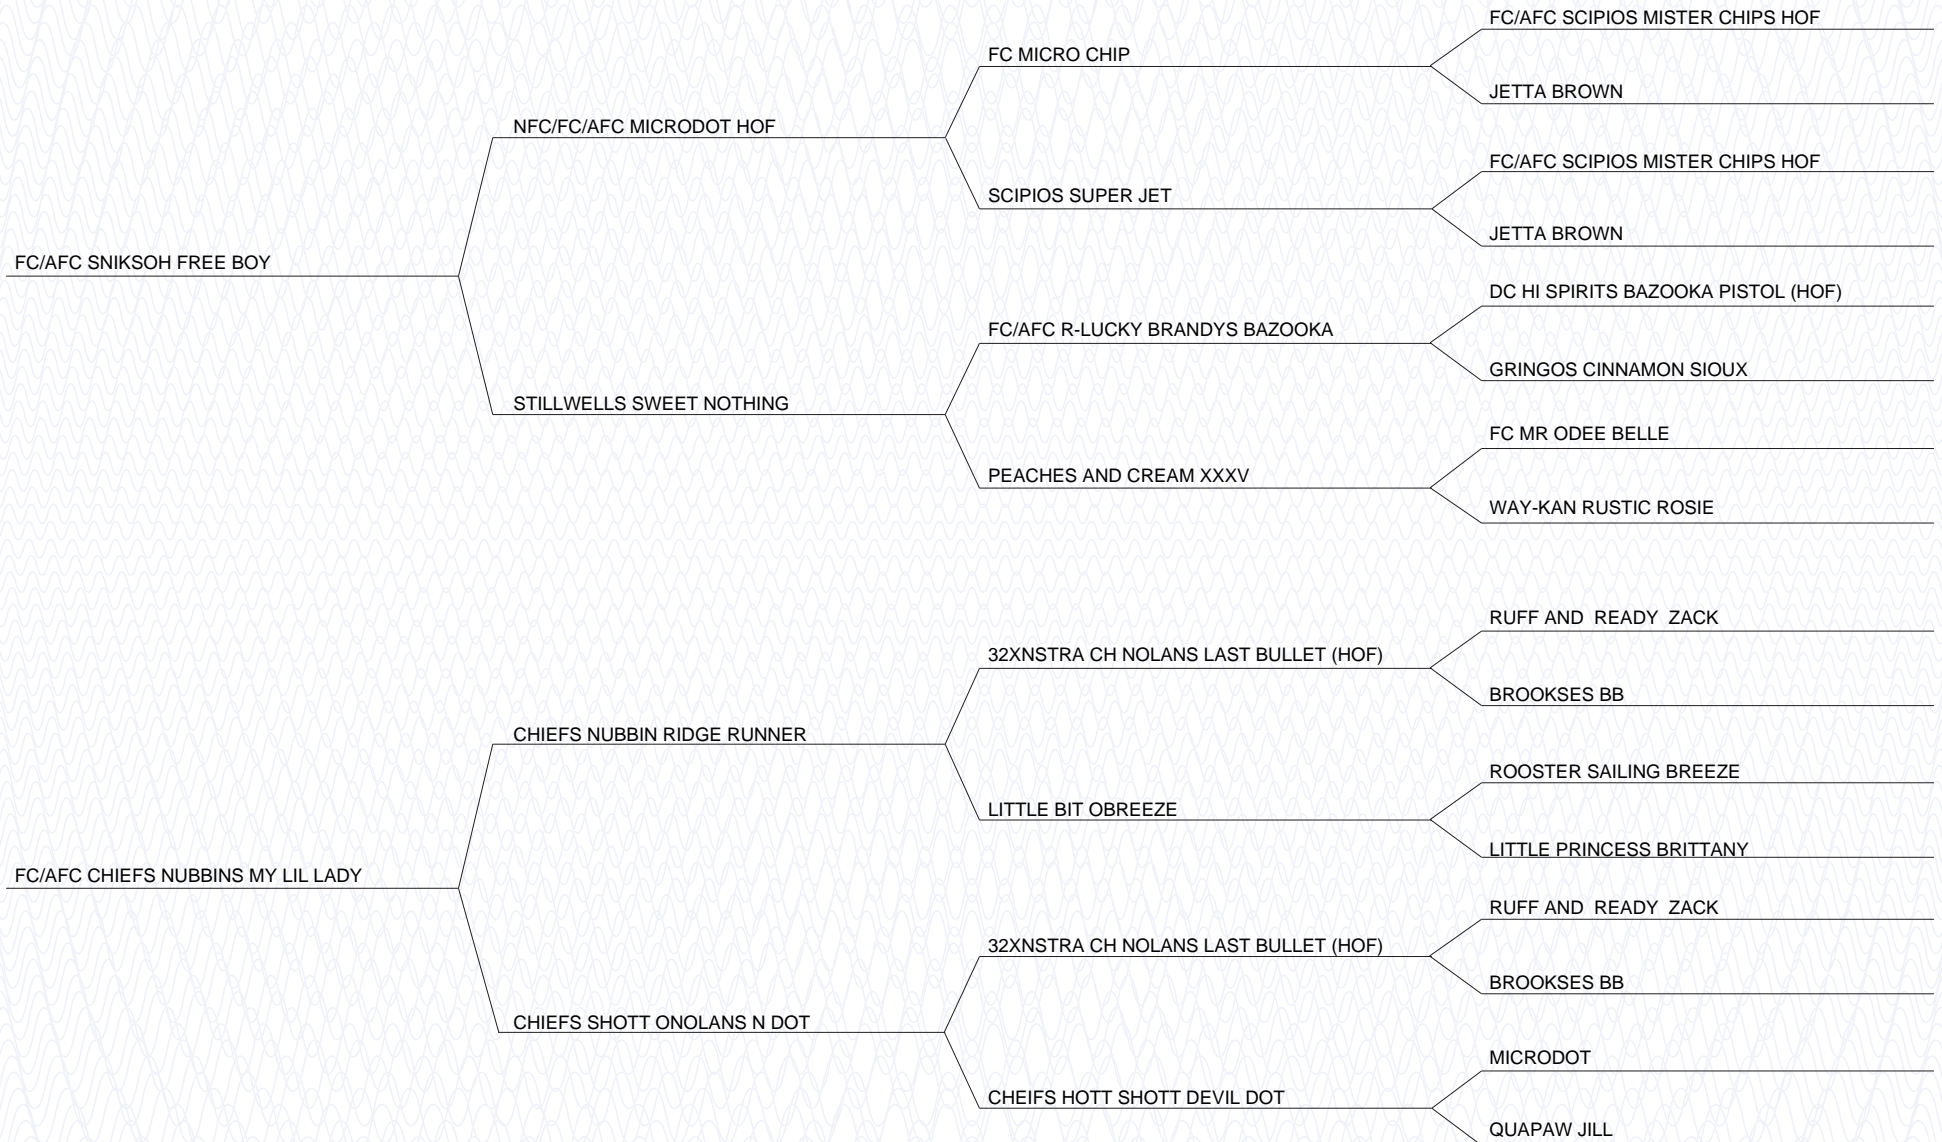 FC/AFC SCIPIOS MISTER CHIPS HOF
FC MICRO CHIP
JETTA BROWN
NFC/FC/AFC MICRODOT HOF
FC/AFC SCIPIOS MISTER CHIPS HOF
SCIPIOS SUPER JET
JETTA BROWN
FC/AFC SNIKSOH FREE BOY
DC HI SPIRITS BAZOOKA PISTOL (HOF)
FC/AFC R-LUCKY BRANDYS BAZOOKA
GRINGOS CINNAMON SIOUX
STILLWELLS SWEET NOTHING
FC MR ODEE BELLE
PEACHES AND CREAM XXXV
WAY-KAN RUSTIC ROSIE
RUFF AND  READY  ZACK
32XNSTRA CH NOLANS LAST BULLET (HOF)
BROOKSES BB
CHIEFS NUBBIN RIDGE RUNNER
ROOSTER SAILING BREEZE
LITTLE BIT OBREEZE
LITTLE PRINCESS BRITTANY
FC/AFC CHIEFS NUBBINS MY LIL LADY
RUFF AND  READY  ZACK
32XNSTRA CH NOLANS LAST BULLET (HOF)
BROOKSES BB
CHIEFS SHOTT ONOLANS N DOT
MICRODOT
CHEIFS HOTT SHOTT DEVIL DOT
QUAPAW JILL